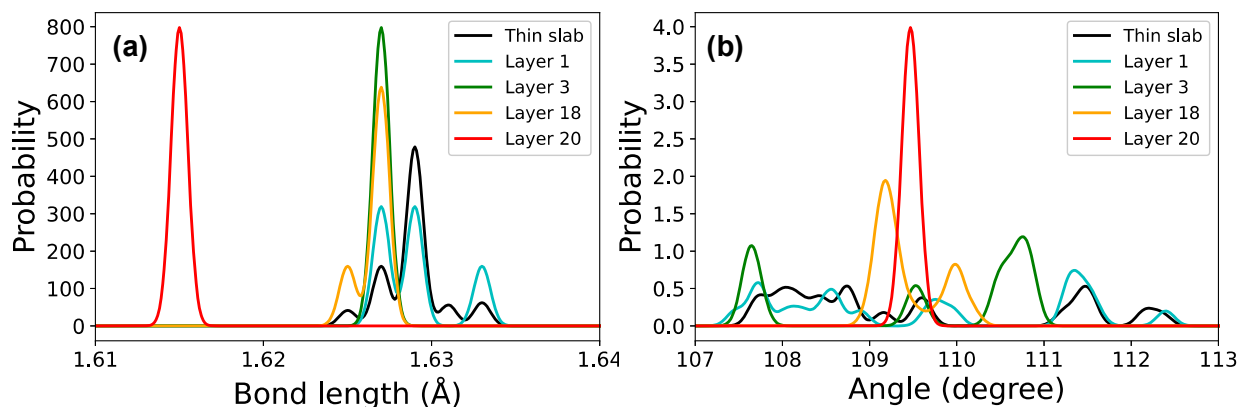 (a)
Probability
800
700
600
500
400
300
200
100
0
1.61
1.62
1.63
1.64
Bond length (Å)
Thin slab
Layer 1
Layer 3
Layer 18
Layer 20
(b)
Probability
4.0
3.5
3.0
2.5
2.0
1.5
1.0
0.5
0.0
107
108
109
110
111
112
113
Angle (degree)
Thin slab
Layer 1
Layer 3
Layer 18
Layer 20